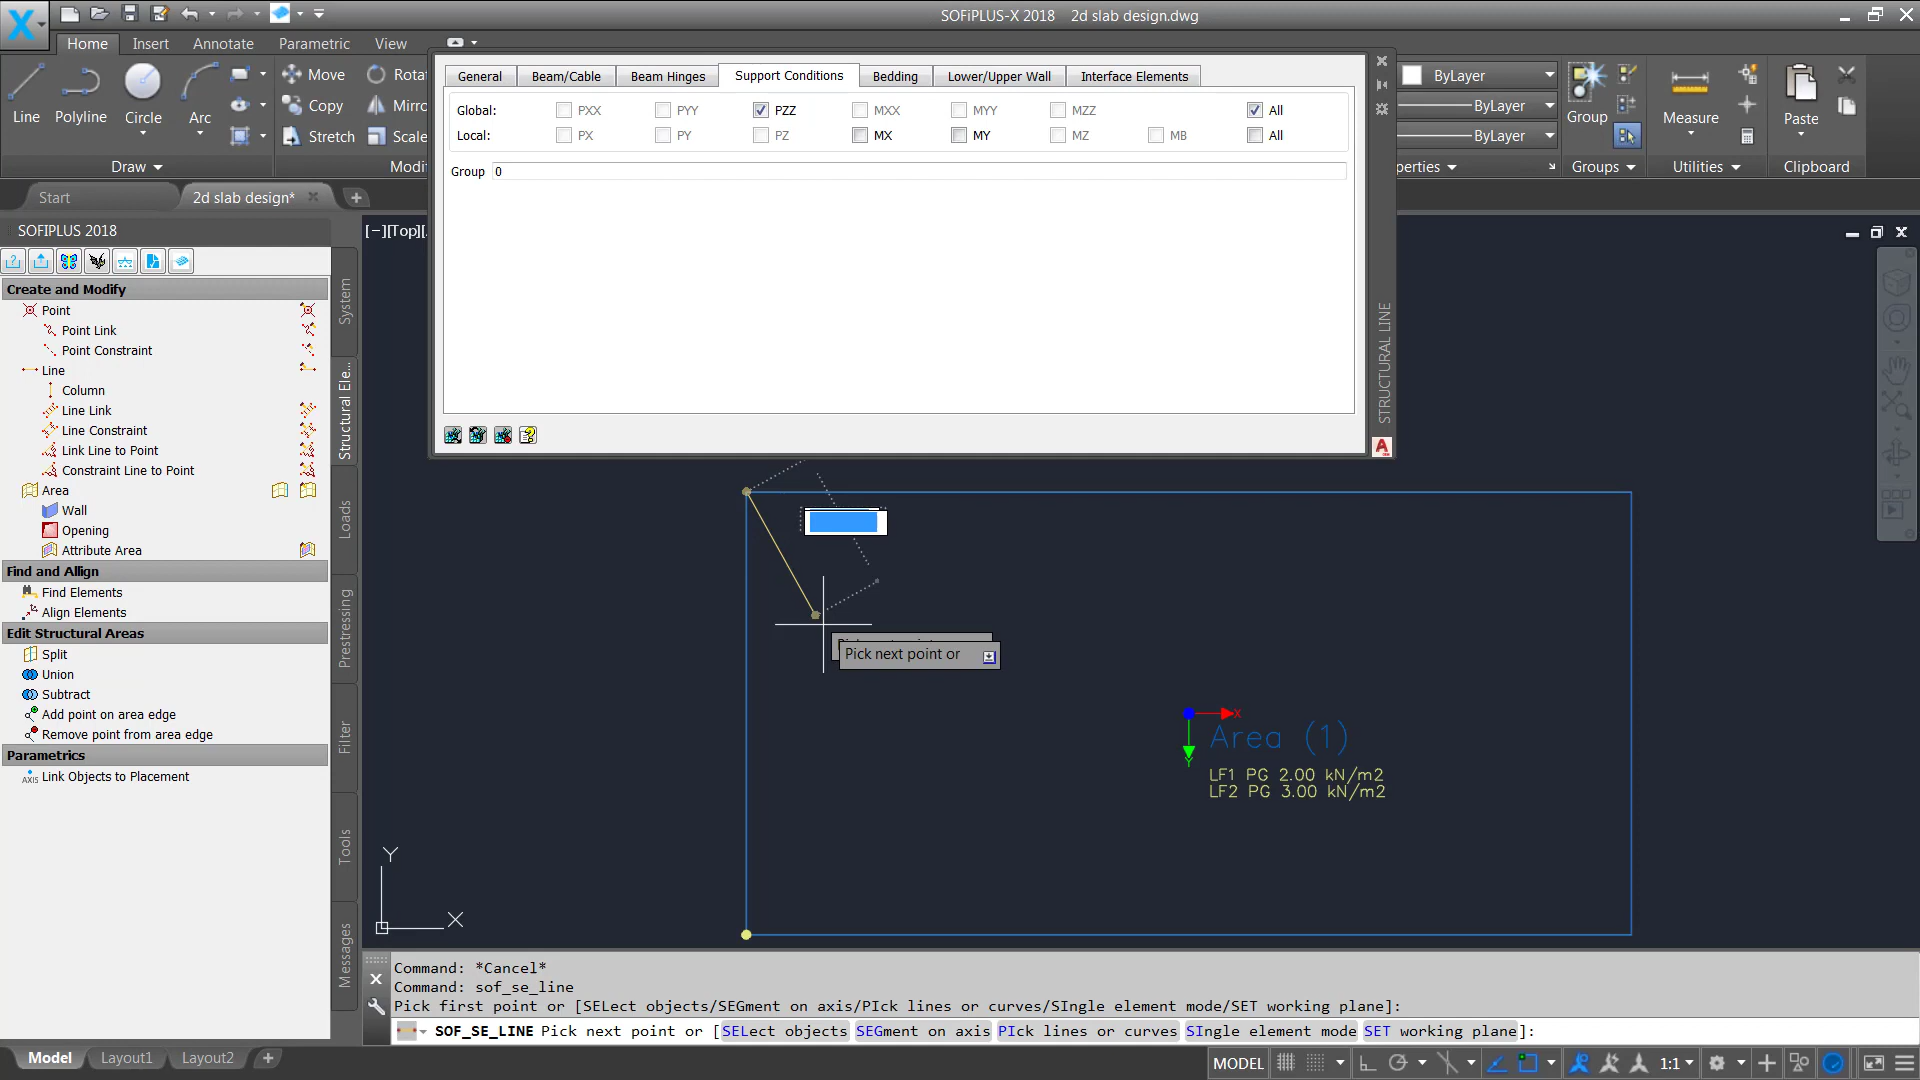 SOFiPLUS-X 2018 2d slab design.dwg
Home Insert Annotate Parametric View
Line Polyline Circle Arc
Move
Copy
Stretch
Rota
Mirro
Scale
Draw
Modif
ByLayer
ByLayer
ByLayer
perties
Group
Groups
Measure
Utilities
Paste
Clipboard
General Beam/Cable Beam Hinges Support Conditions Bedding Lower/Upper Wall Interface Elements
Global: PXX PYY PZZ MXX MYY MZZ All
Local: PX PY PZ MX MY MZ MB All
Group 0
STRUCTURAL LINE
Start 2d slab design*
SOFIPLUS 2018
[−][Top][
Create and Modify
Point
Point Link
Point Constraint
Line
Column
Line Link
Line Constraint
Link Line to Point
Constraint Line to Point
Area
Wall
Opening
Attribute Area
Find and Allign
Find Elements
Align Elements
Edit Structural Areas
Split
Union
Subtract
Add point on area edge
Remove point from area edge
Parametrics
AXIS Link Objects to Placement
System
Structural Ele...
Loads
Prestressing
Filter
Tools
Messages
Pick next point or
X
Y
Area (1)
LF1 PG 2.00 kN/m2
LF2 PG 3.00 kN/m2
Y
X
Command: *Cancel*
Command: sof_se_line
Pick first point or [SELect objects/SEGment on axis/PIck lines or curves/SIngle element mode/SET working plane]:
SOF_SE_LINE Pick next point or [SELect objects SEGment on axis PIck lines or curves SIngle element mode SET working plane]:
Model Layout1 Layout2
MODEL 1:1